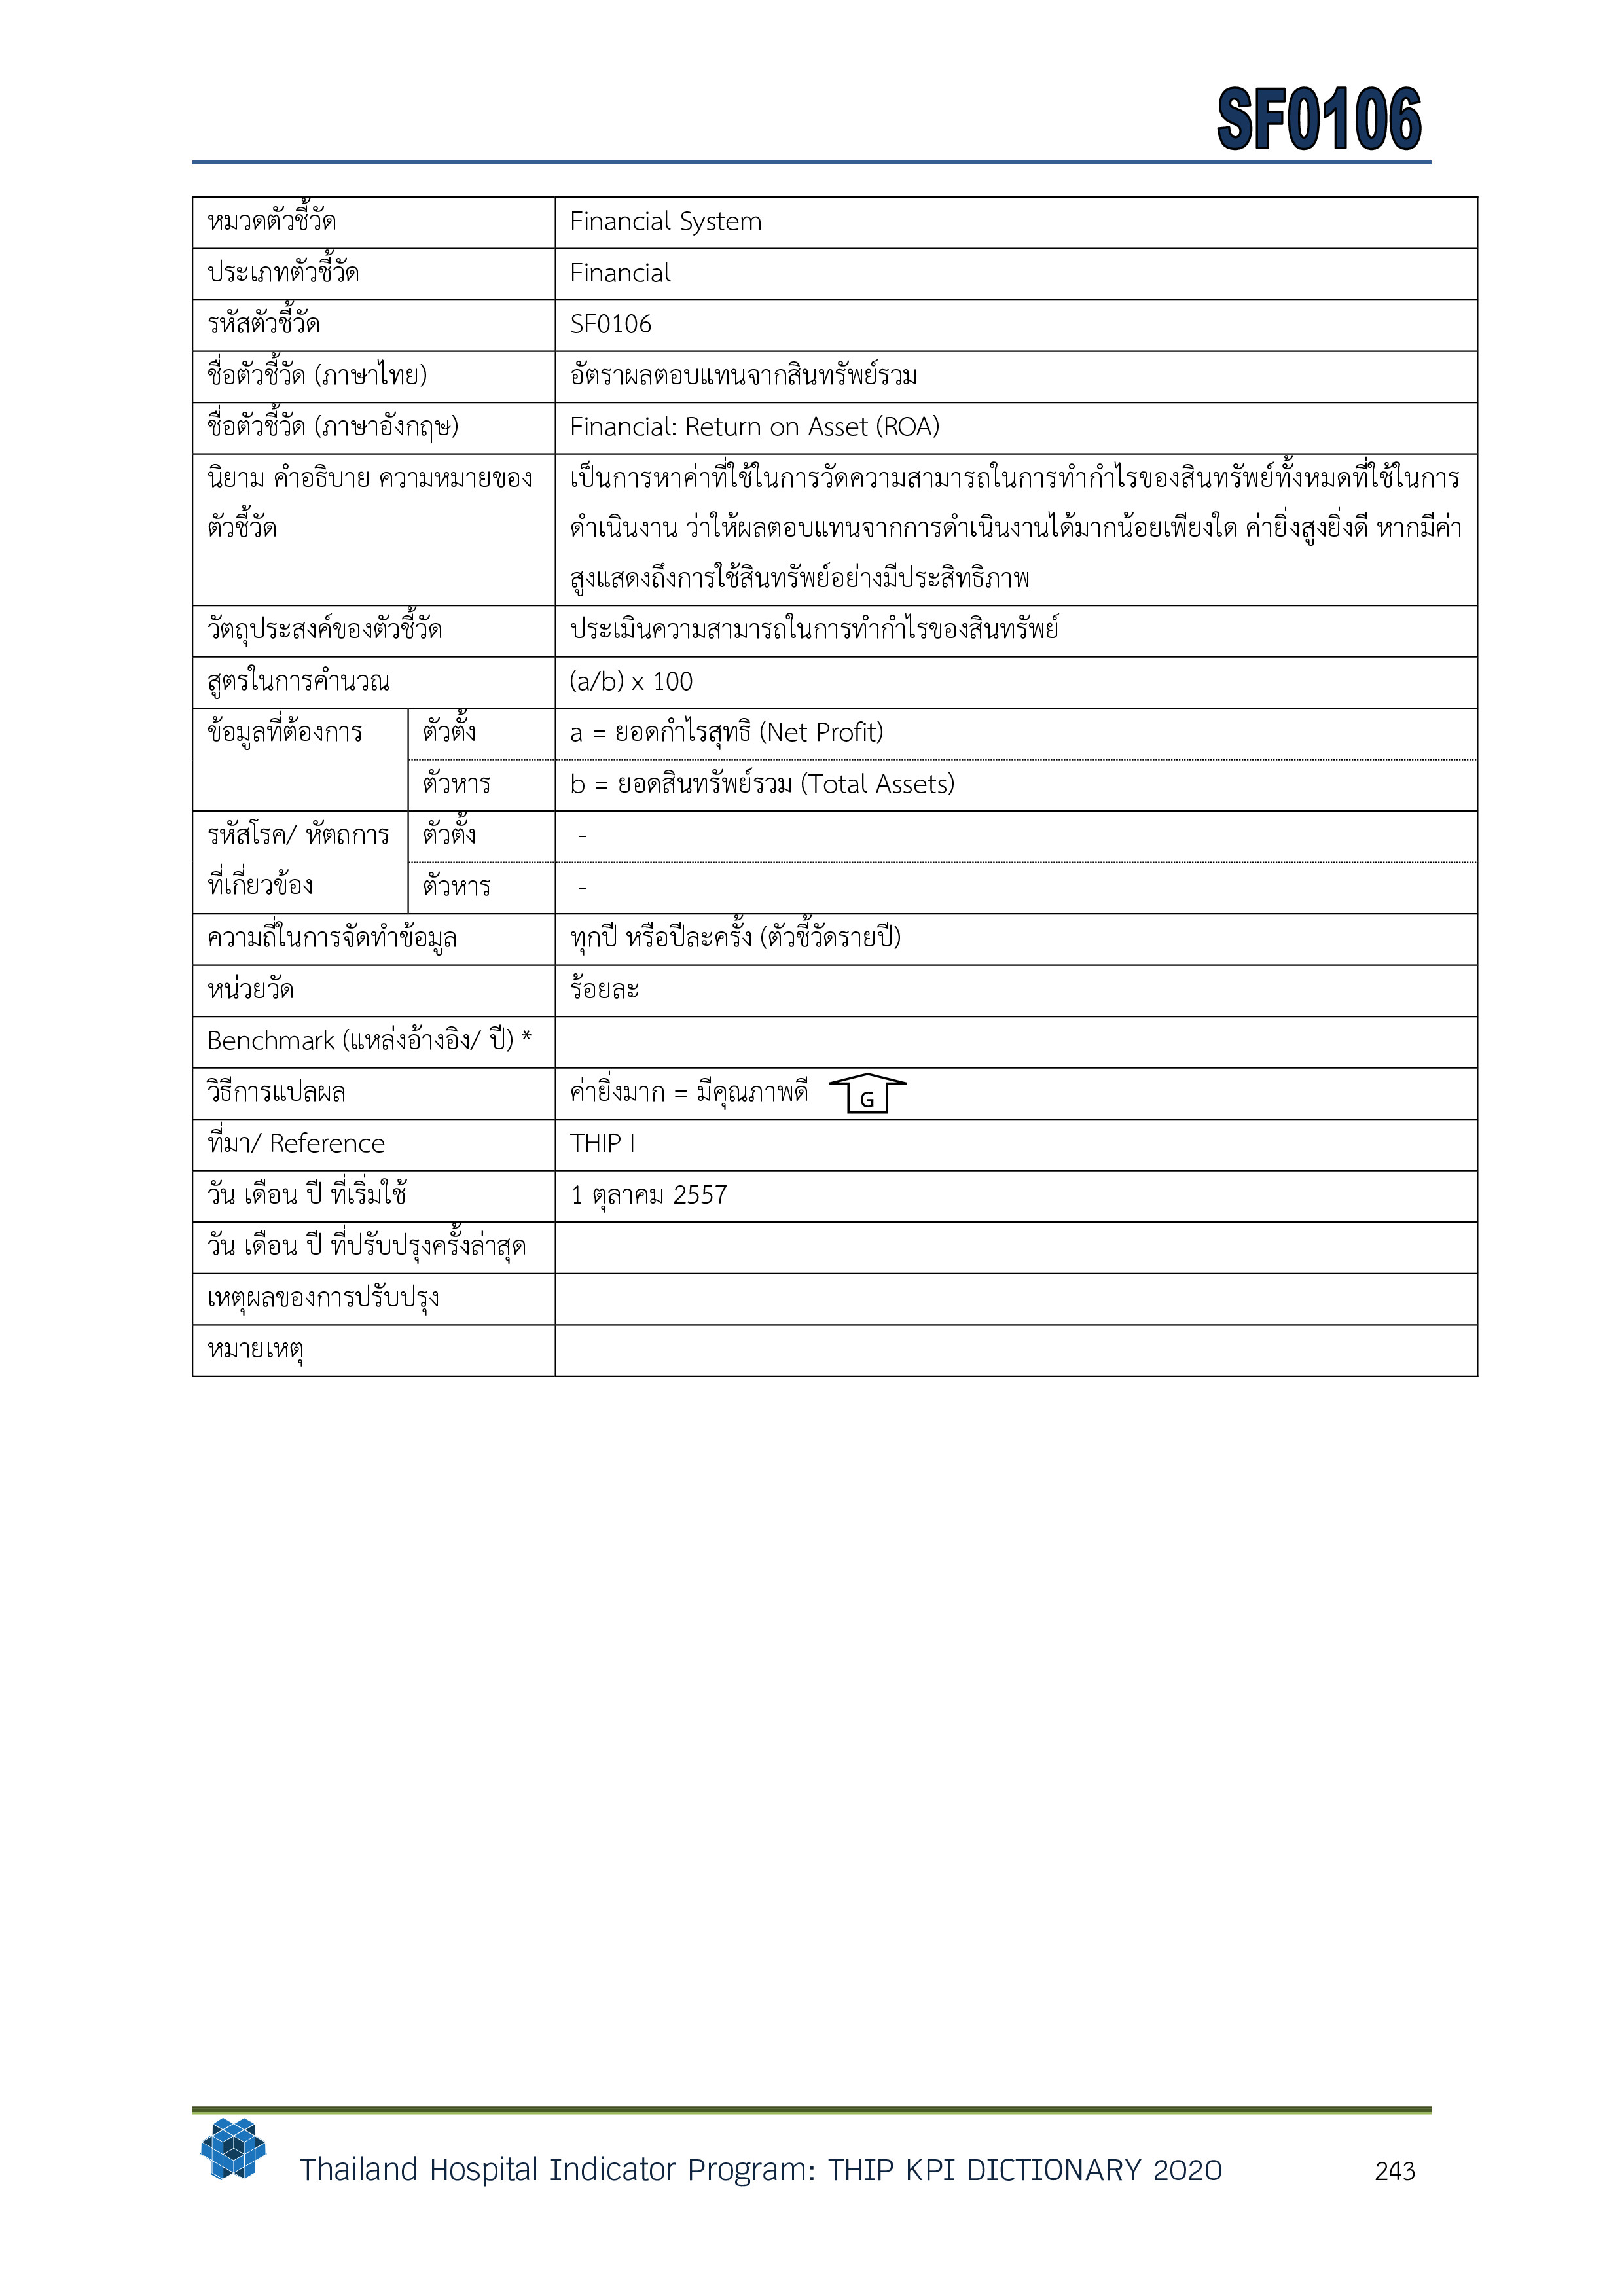 SF0106
หมวดตัวชี้วัด Financial System
ประเภทตัวชี้วัด Financial
รหัสตัวชี้วัด SF0106
ชื่อตัวชี้วัด (ภาษาไทย) อัตราผลตอบแทนจากสินทรัพย์รวม
ชื่อตัวชี้วัด (ภาษาอังกฤษ) Financial: Return on Asset (ROA)
นิยาม คำอธิบาย ความหมายของ เป็นการหาค่าที่ใช้ในการวัดความสามารถในการทำกำไรของสินทรัพย์ทั้งหมดที่ใช้ในการ
ตัวชี้วัด ดำเนินงาน ว่าให้ผลตอบแทนจากการดำเนินงานได้มากน้อยเพียงใด ค่ายิ่งสูงยิ่งดี หากมีค่า
สูงแสดงถึงการใช้สินทรัพย์อย่างมีประสิทธิภาพ
วัตถุประสงค์ของตัวชี้วัด ประเมินความสามารถในการทำกำไรของสินทรัพย์
สูตรในการคำนวณ (a/b) x 100
ข้อมูลที่ต้องการ ตัวตั้ง a = ยอดกำไรสุทธิ (Net Profit)
ตัวหาร b = ยอดสินทรัพย์รวม (Total Assets)
รหัสโรค/ หัตถการ ตัวตั้ง -
ที่เกี่ยวข้อง ตัวหาร -
ความถี่ในการจัดทำข้อมูล ทุกปี หรือปีละครั้ง (ตัวชี้วัดรายปี)
หน่วยวัด ร้อยละ
Benchmark (แหล่งอ้างอิง/ ปี) *
วิธีการแปลผล ค่ายิ่งมาก = มีคุณภาพดี G
ที่มา/ Reference THIP I
วัน เดือน ปี ที่เริ่มใช้ 1 ตุลาคม 2557
วัน เดือน ปี ที่ปรับปรุงครั้งล่าสุด
เหตุผลของการปรับปรุง
หมายเหตุ
Thailand Hospital Indicator Program: THIP KPI DICTIONARY 2020 243